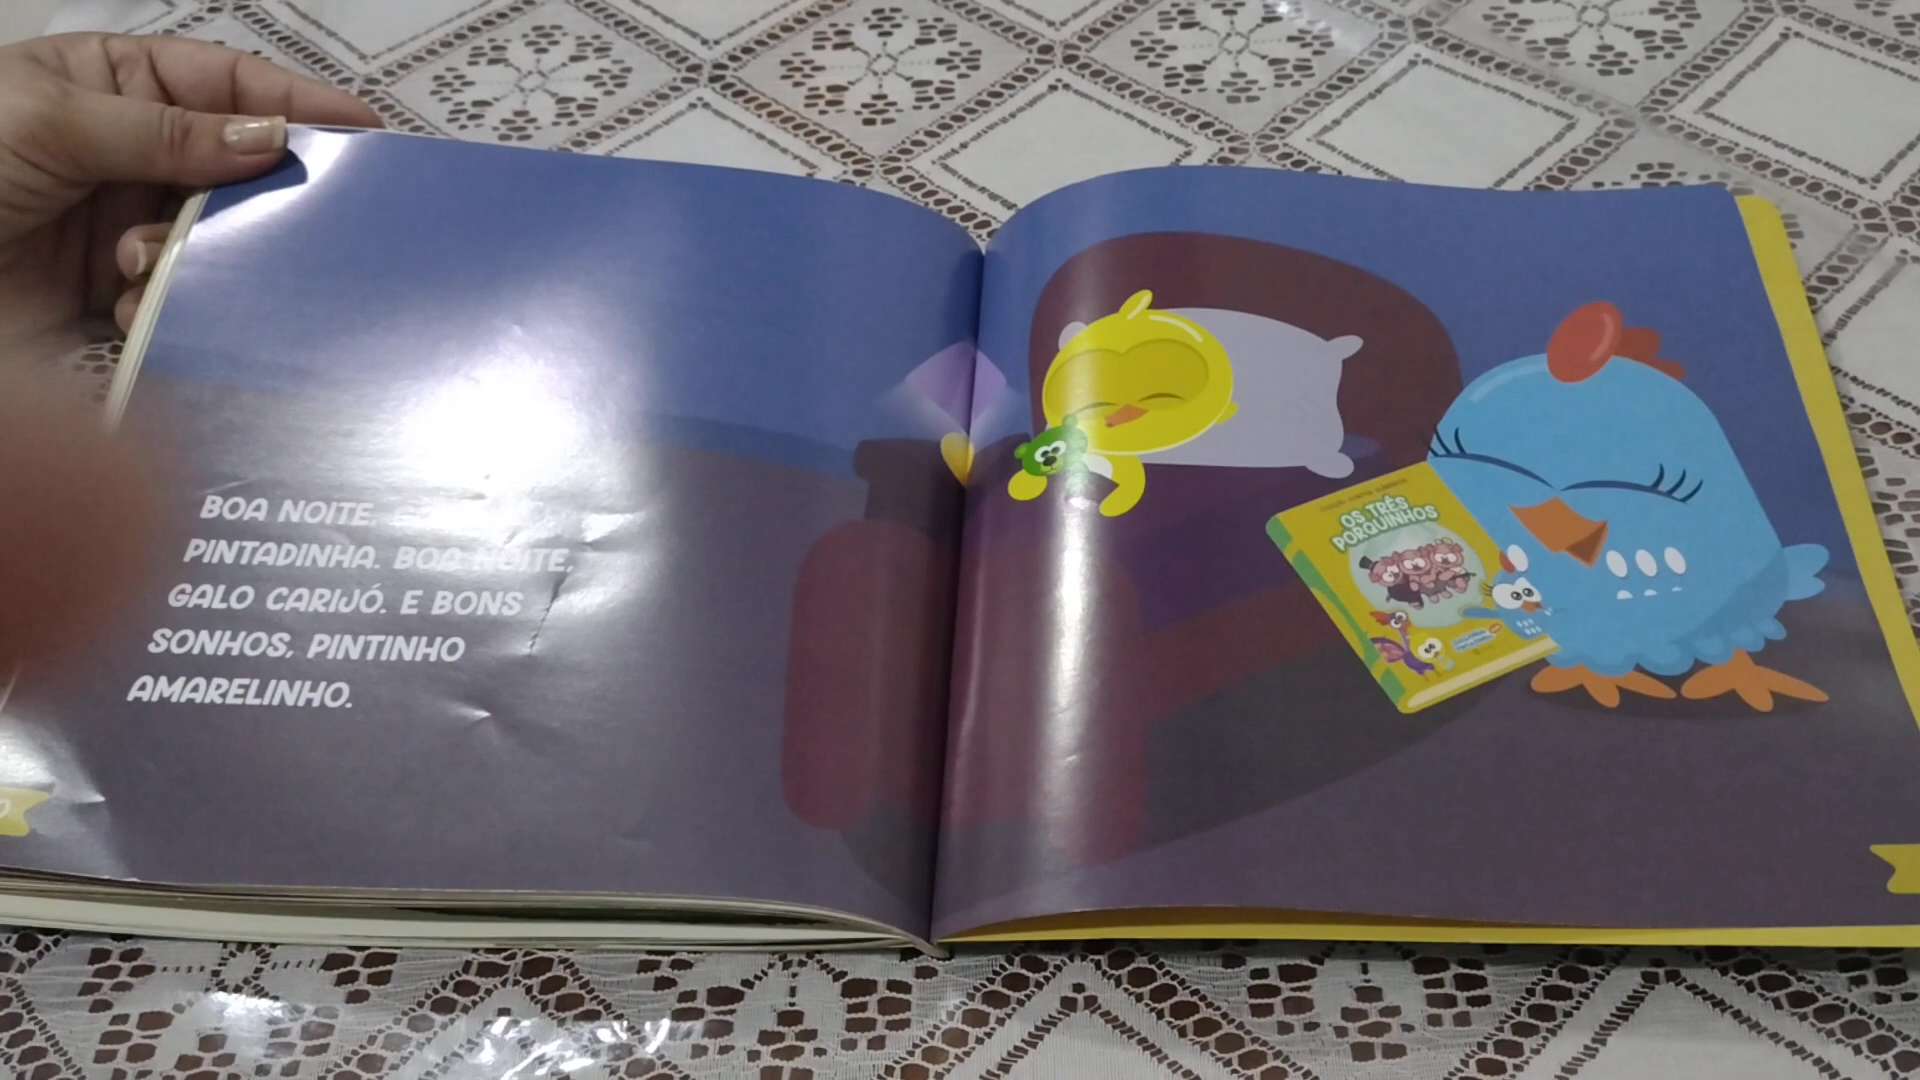 BOA NOITE,
PINTADINHA. BOA NOITE,
GALO CARIJÓ. E BONS
SONHOS, PINTINHO
AMARELINHO.
OS TRÊS
PORQUINHOS